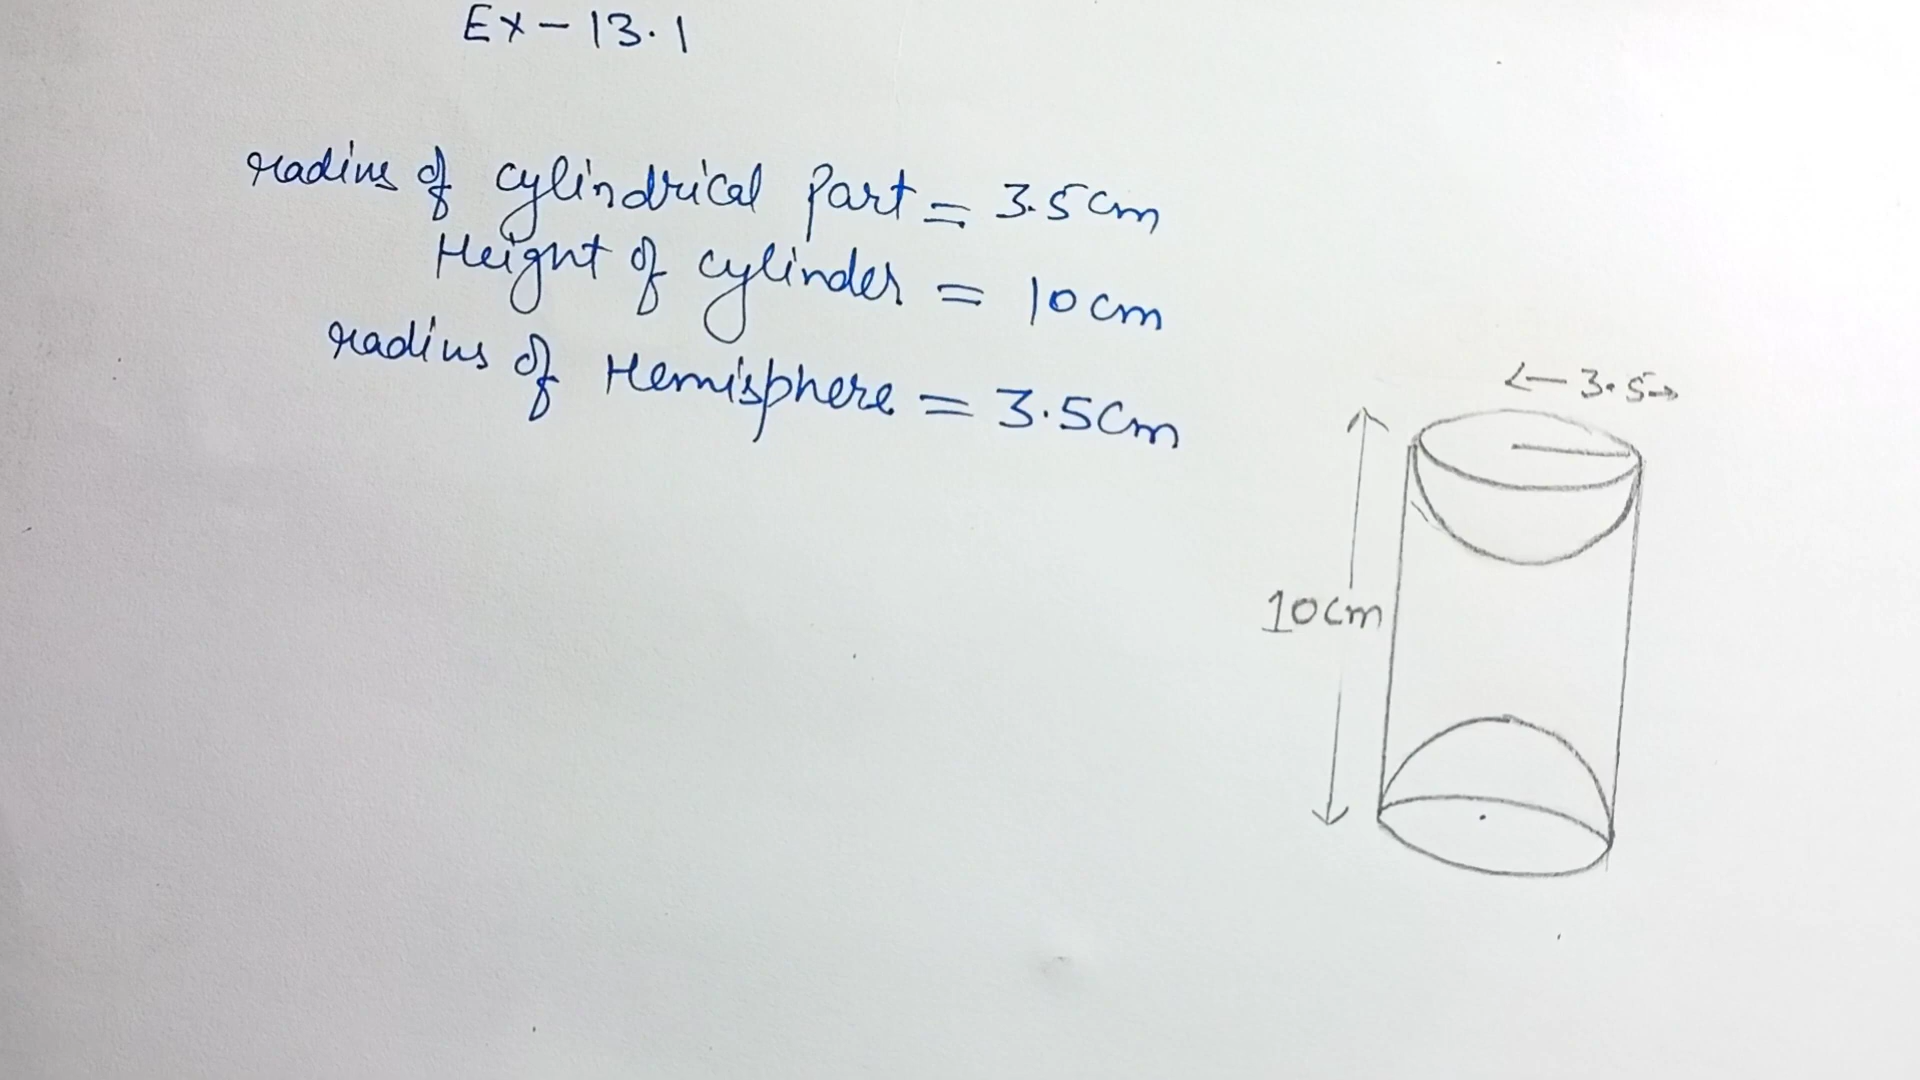 Ex - 13.1
radius of cylindrical Part = 3.5cm
Height of cylinder = 10cm
radius of Hemisphere = 3.5cm
←3.5→
10cm